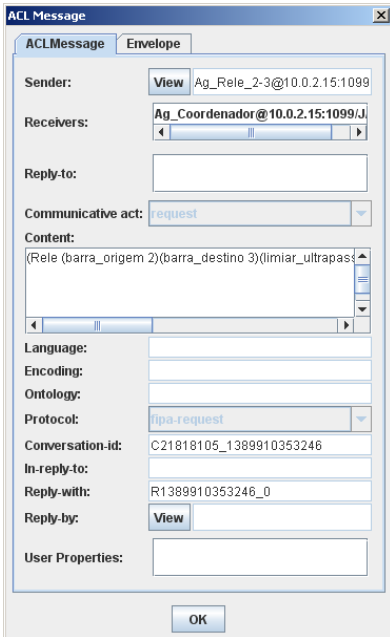 ACL Message
ACLMessage Envelope
Sender: View Ag_Rele_2-3@10.0.2.15:1099
Receivers: Ag_Coordenador@10.0.2.15:1099/J
Reply-to:
Communicative act: request
Content:
(Rele (barra_origem 2)(barra_destino 3)(limiar_ultrapass
Language:
Encoding:
Ontology:
Protocol: fipa-request
Conversation-id: C21818105_1389910353246
In-reply-to:
Reply-with: R1389910353246_0
Reply-by: View
User Properties:
OK